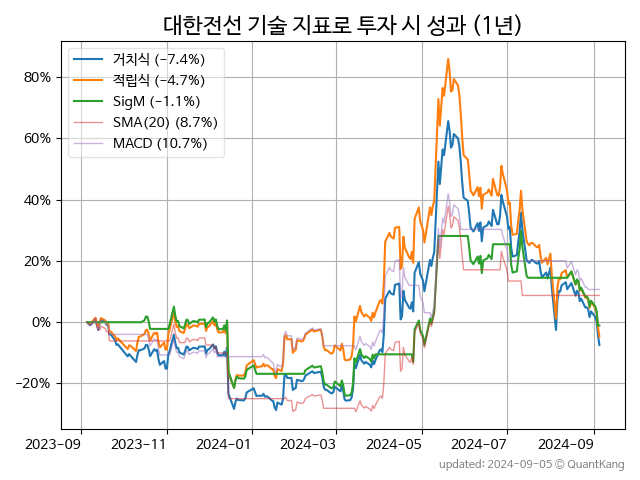 대한전선 기술 지표로 투자 시 성과 (1년)
거치식 (−7.4%)
적립식 (−4.7%)
SigM (−1.1%)
SMA(20) (8.7%)
MACD (10.7%)
80%
60%
40%
20%
0%
−20%
2023-09 2023-11 2024-01 2024-03 2024-05 2024-07 2024-09
updated: 2024-09-05 © QuantKang